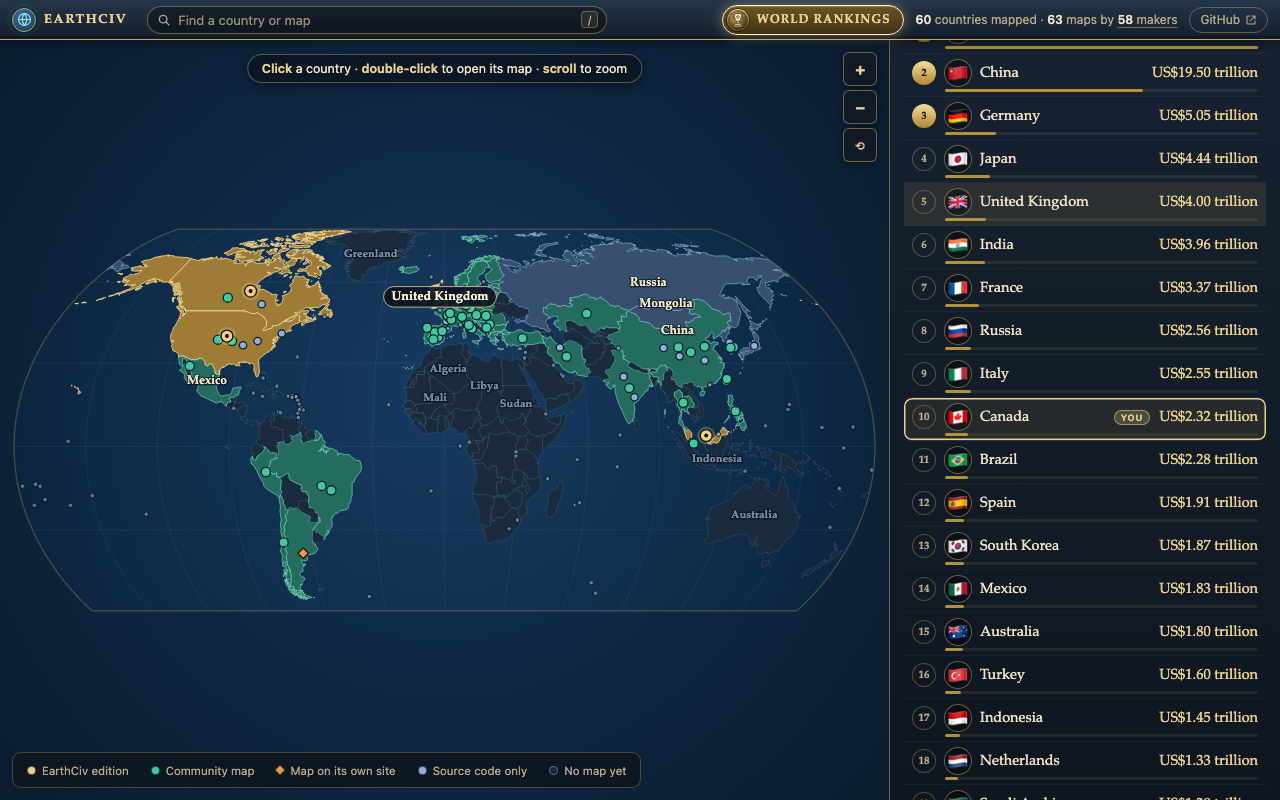 EARTHCIV
Find a country or map
/
WORLD RANKINGS
60 countries mapped · 63 maps by 58 makers
GitHub
Click a country · double-click to open its map · scroll to zoom
+
−
⟲
Greenland
United Kingdom
Russia
Mongolia
China
Mexico
Algeria
Libya
Mali
Sudan
Indonesia
Australia
EarthCiv edition
Community map
Map on its own site
Source code only
No map yet
2 China US$19.50 trillion
3 Germany US$5.05 trillion
4 Japan US$4.44 trillion
5 United Kingdom US$4.00 trillion
6 India US$3.96 trillion
7 France US$3.37 trillion
8 Russia US$2.56 trillion
9 Italy US$2.55 trillion
10 Canada YOU US$2.32 trillion
11 Brazil US$2.28 trillion
12 Spain US$1.91 trillion
13 South Korea US$1.87 trillion
14 Mexico US$1.83 trillion
15 Australia US$1.80 trillion
16 Turkey US$1.60 trillion
17 Indonesia US$1.45 trillion
18 Netherlands US$1.33 trillion